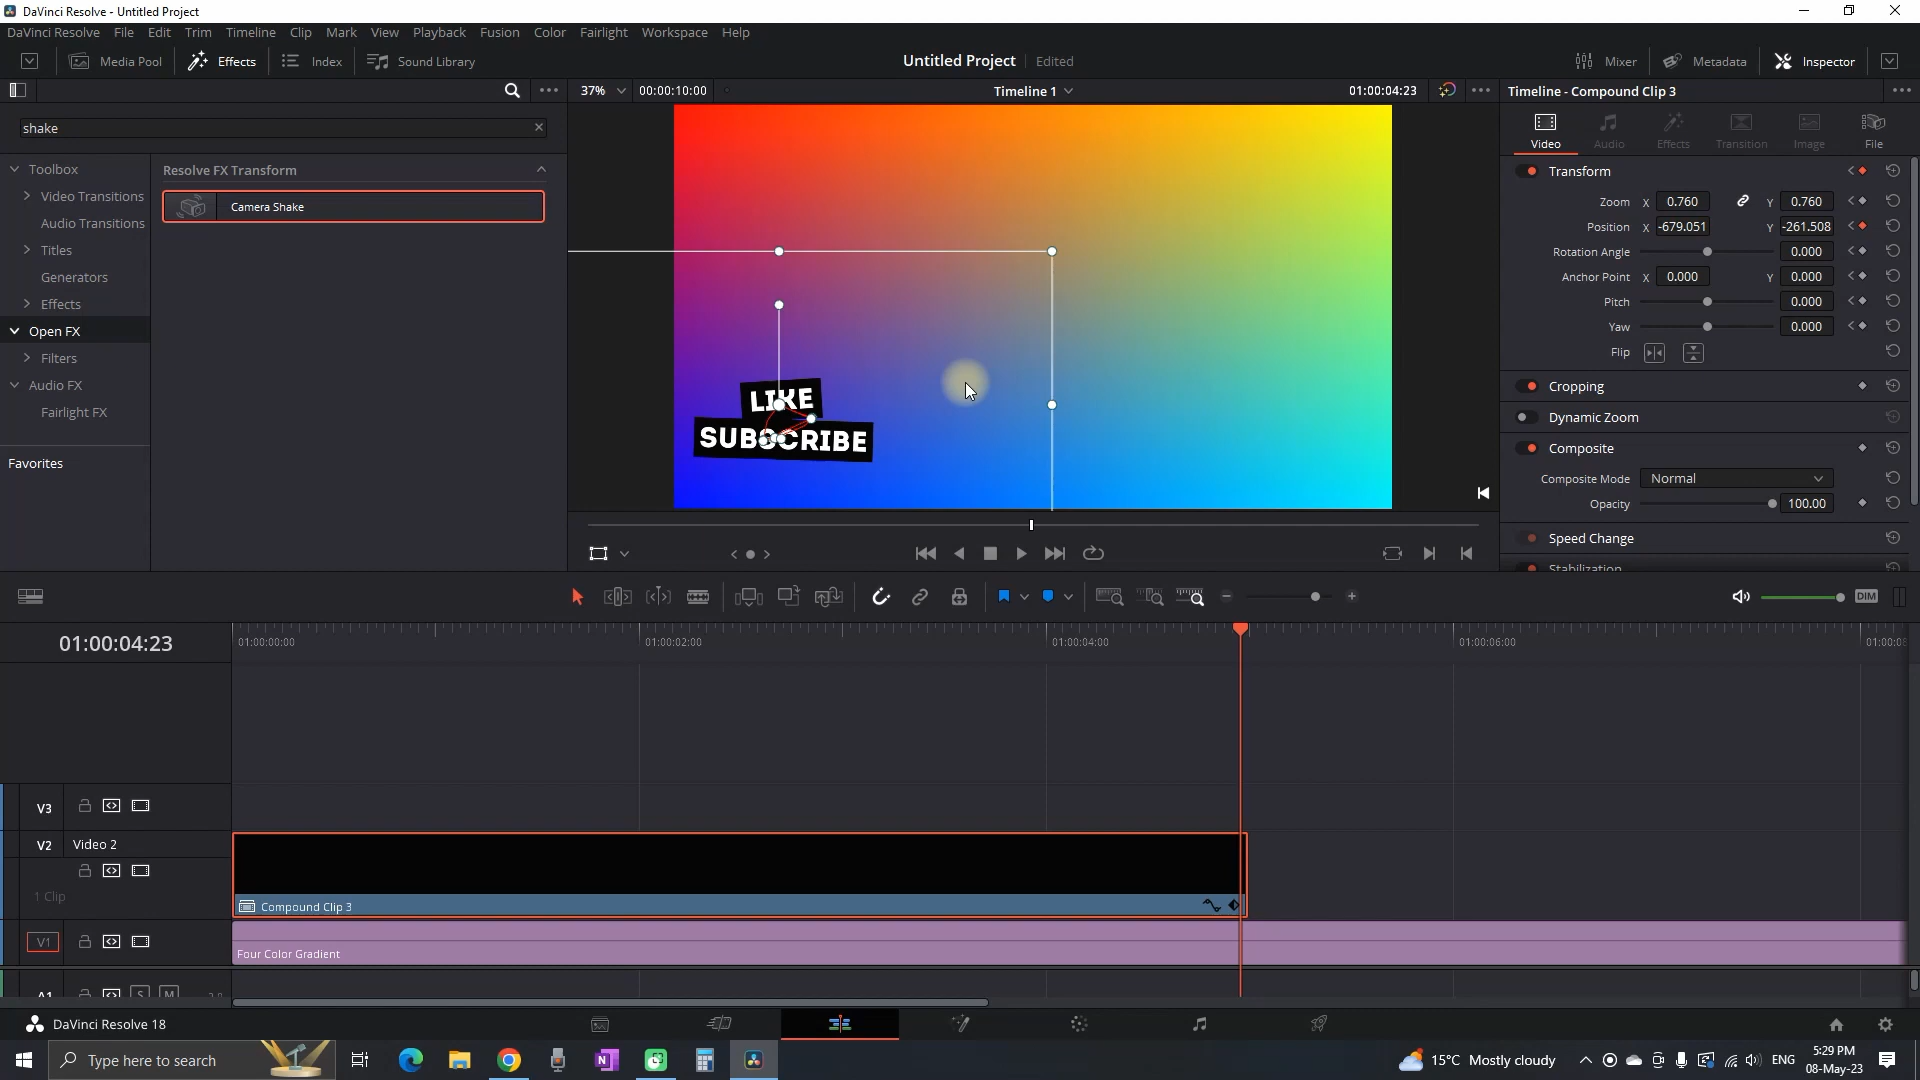 DaVinci Resolve - Untitled Project
DaVinci Resolve File Edit Trim Timeline Clip Mark View Playback Fusion Color Fairlight Workspace Help
Media Pool Effects Index Sound Library Untitled Project Edited Mixer Metadata Inspector
37% 00:00:10:00 Timeline 1 01:00:04:23 Timeline - Compound Clip 3
shake
Video Audio Effects Transition Image File
Toolbox
Video Transitions
Audio Transitions
Titles
Generators
Effects
Open FX
Filters
Audio FX
Fairlight FX
Favorites
Resolve FX Transform
Camera Shake
LIKE
SUBSCRIBE
Transform
Zoom X 0.760 Y 0.760
Position X -679.051 Y -261.508
Rotation Angle 0.000
Anchor Point X 0.000 Y 0.000
Pitch 0.000
Yaw 0.000
Flip
Cropping
Dynamic Zoom
Composite
Composite Mode Normal
Opacity 100.00
Speed Change
Stabilization
DIM
01:00:04:23
01:00:00:00 01:00:02:00 01:00:04:00 01:00:06:00
V3
V2 Video 2
1 Clip
Compound Clip 3
V1
Four Color Gradient
A1 S M
DaVinci Resolve 18
Type here to search
15°C Mostly cloudy ENG 5:29 PM
08-May-23